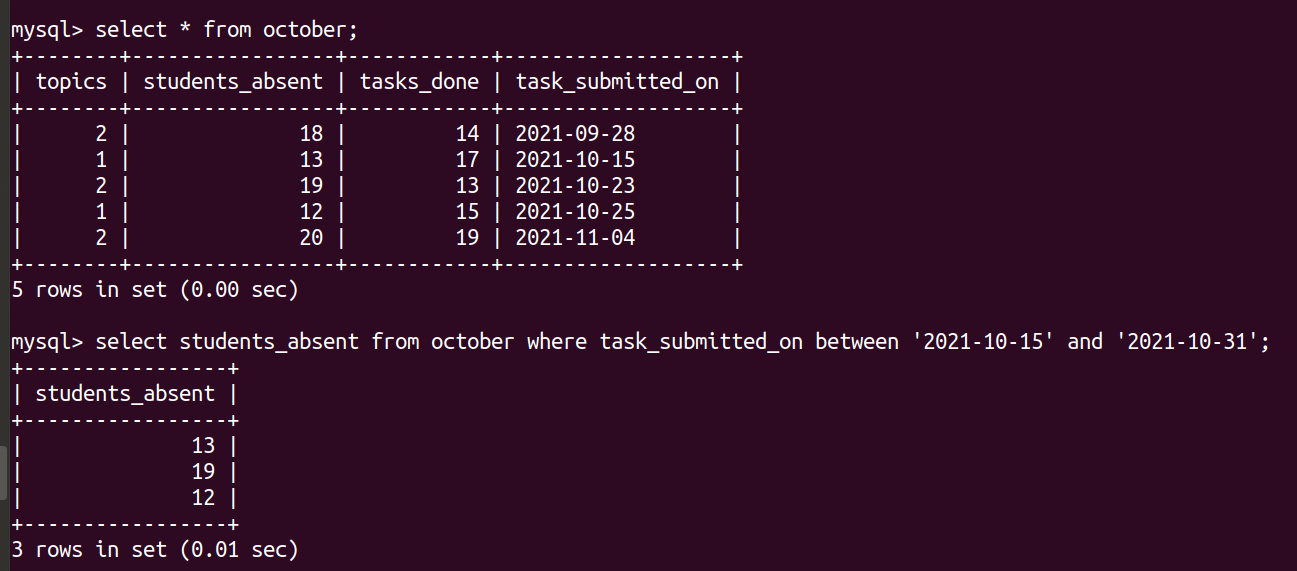 mysql> select * from october;
+--------+-----------------+------------+-------------------+
| topics | students_absent | tasks_done | task_submitted_on |
+--------+-----------------+------------+-------------------+
|      2 |              18 |         14 | 2021-09-28        |
|      1 |              13 |         17 | 2021-10-15        |
|      2 |              19 |         13 | 2021-10-23        |
|      1 |              12 |         15 | 2021-10-25        |
|      2 |              20 |         19 | 2021-11-04        |
+--------+-----------------+------------+-------------------+
5 rows in set (0.00 sec)
mysql> select students_absent from october where task_submitted_on between '2021-10-15' and '2021-10-31';
+-----------------+
| students_absent |
+-----------------+
|              13 |
|              19 |
|              12 |
+-----------------+
3 rows in set (0.01 sec)